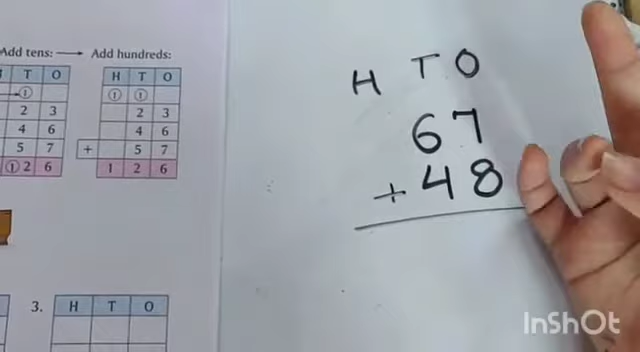 Add tens: ⟶ Add hundreds:
T O
①
2 3
4 6
5 7
① 2 6
H T O
① ①
2 3
4 6
+ 5 7
1 2 6
3. H T O
H T O
67
+ 48
InShOt